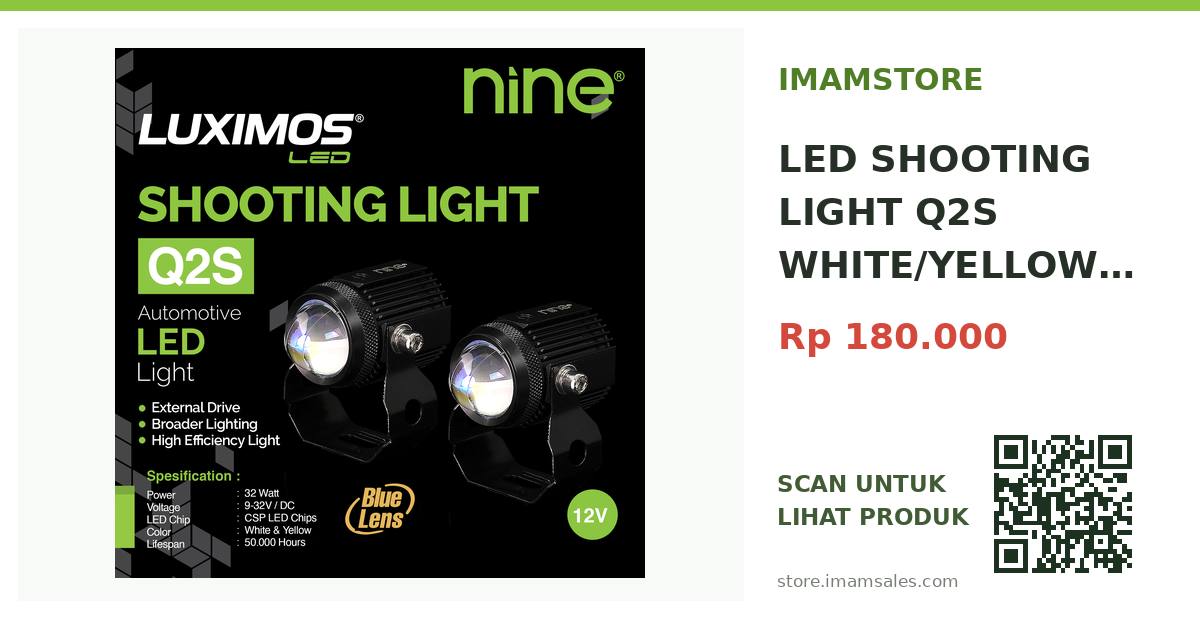 nine®
LUXIMOS®
LED
SHOOTING LIGHT
Q2S
Automotive
LED
Light
• External Drive
• Broader Lighting
• High Efficiency Light
Spesification :
Power : 32 Watt
Voltage : 9-32V / DC
LED Chip : CSP LED Chips
Color : White & Yellow
Lifespan : 50.000 Hours
Blue
Lens
12V
IMAMSTORE
LED SHOOTING
LIGHT Q2S
WHITE/YELLOW...
Rp 180.000
SCAN UNTUK
LIHAT PRODUK
store.imamsales.com